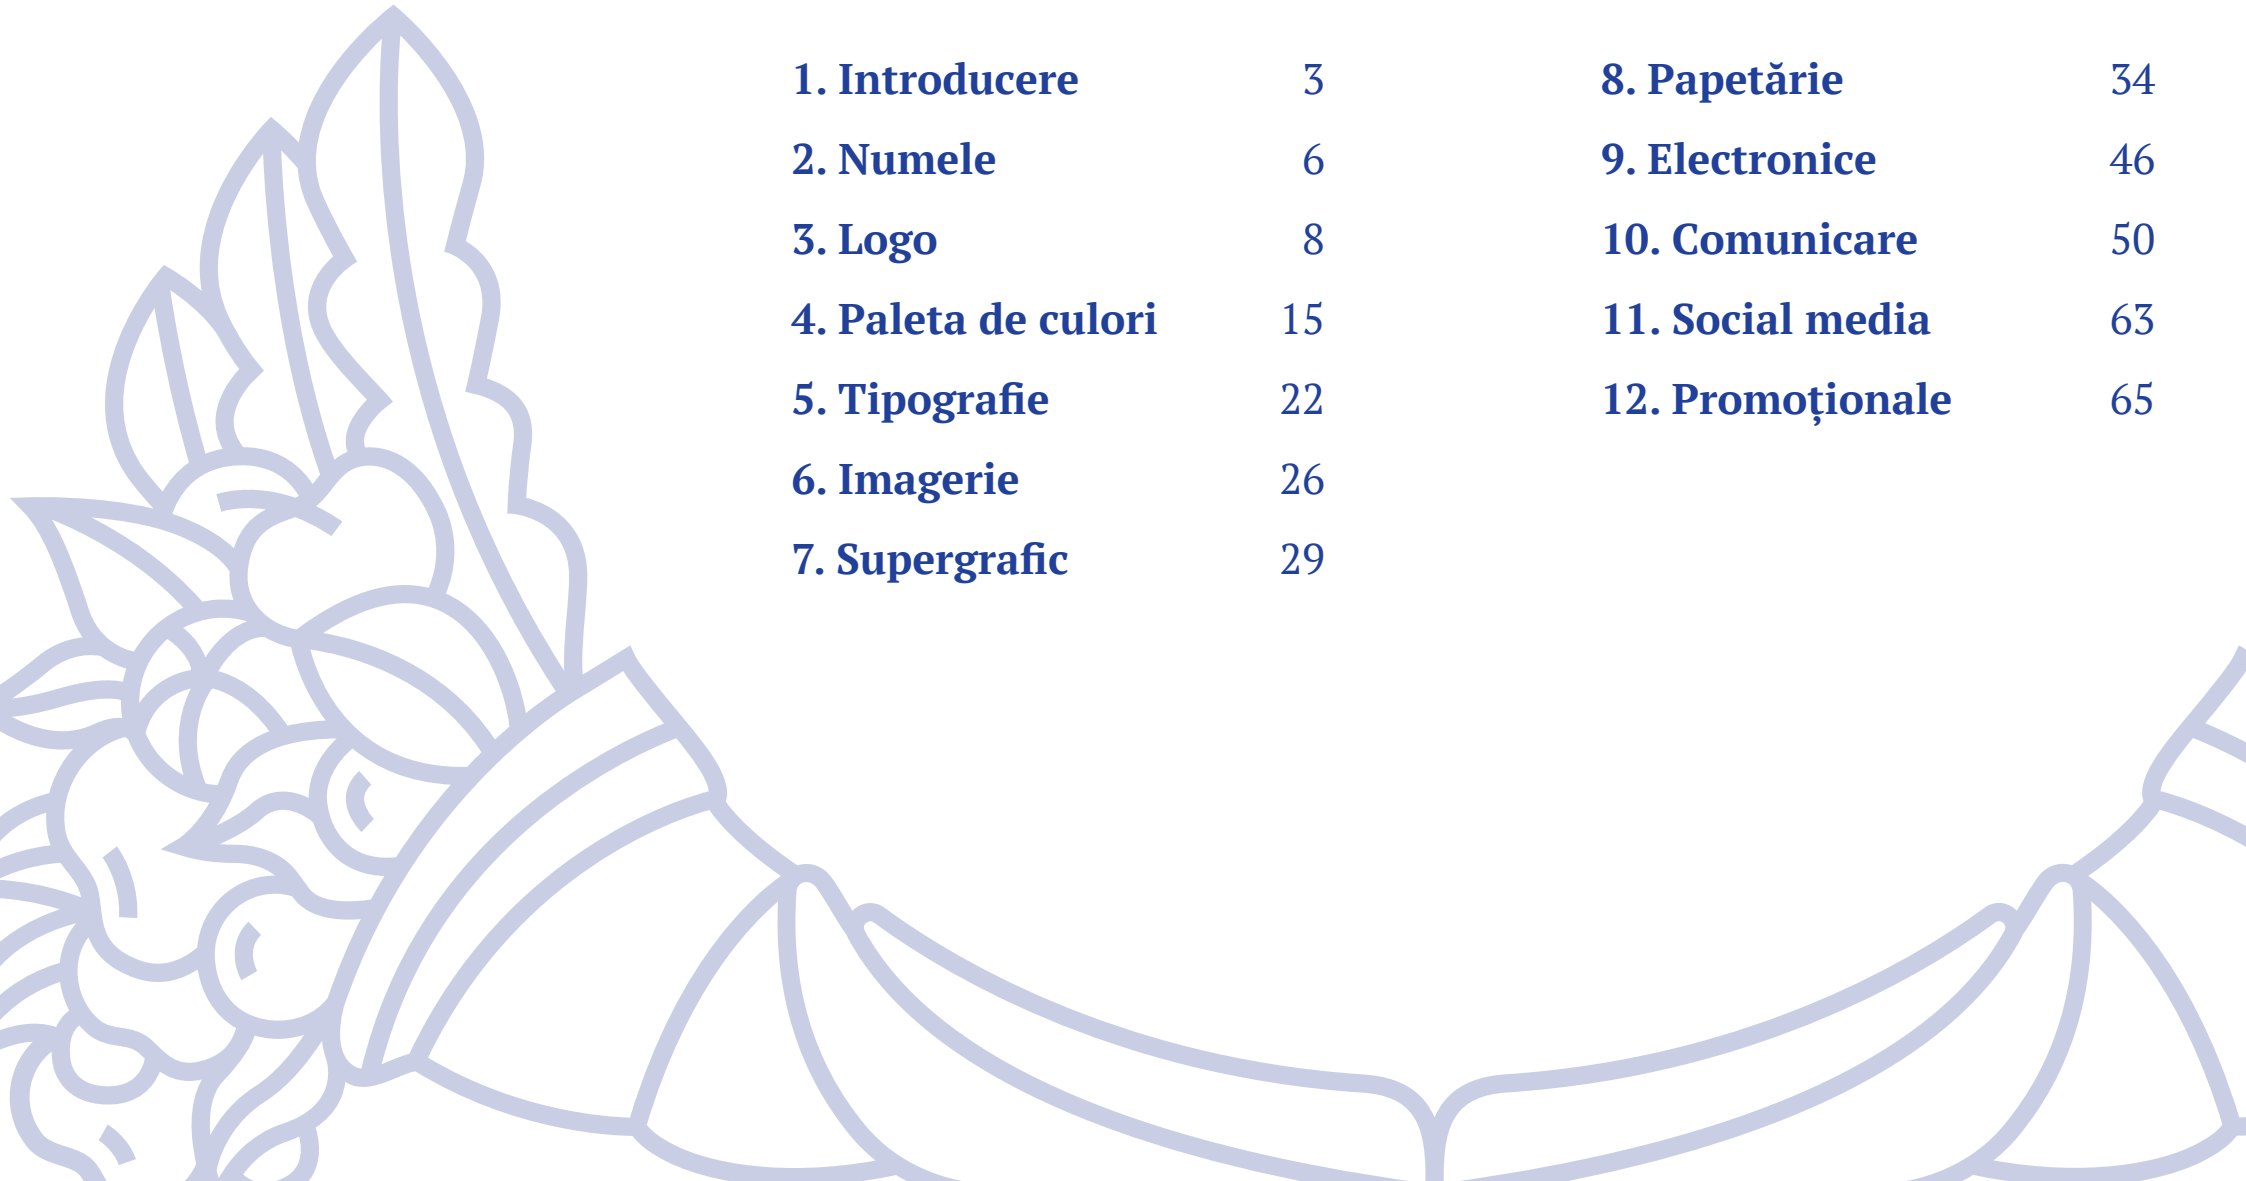 1. Introducere 3
2. Numele 6
3. Logo 8
4. Paleta de culori 15
5. Tipografie 22
6. Imagerie 26
7. Supergrafic 29
8. Papetărie 34
9. Electronice 46
10. Comunicare 50
11. Social media 63
12. Promoționale 65